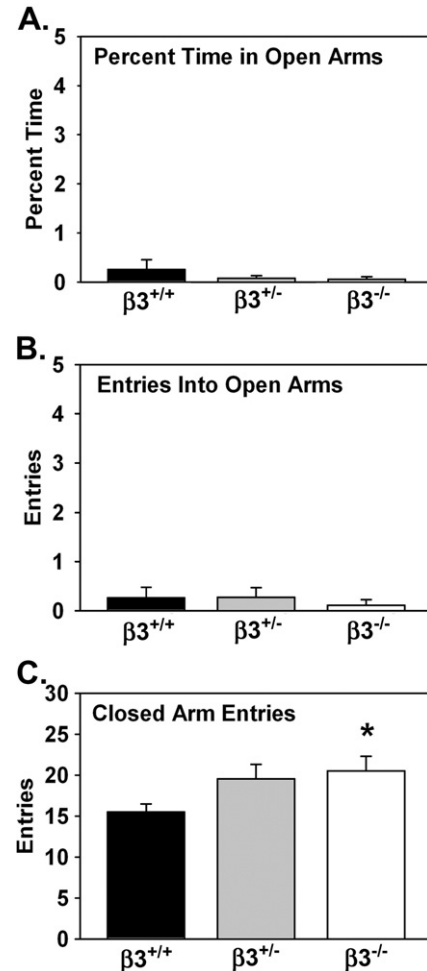 A.
Percent Time in Open Arms
Percent Time
5
4
3
2
1
0
β3+/+ β3+/- β3-/-
B.
Entries Into Open Arms
Entries
5
4
3
2
1
0
β3+/+ β3+/- β3-/-
C.
Closed Arm Entries
Entries
30
25
20
15
10
5
0
*
β3+/+ β3+/- β3-/-